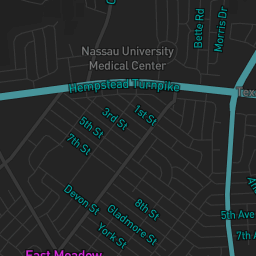 Bette Rd
Morris Dr
Nassau University
Medical Center
Hempstead Turnpike
1st St
3rd St
5th St
7th St
Devon St
8th St
Gladmore St
York St
5th Ave
7th A
East Meadow